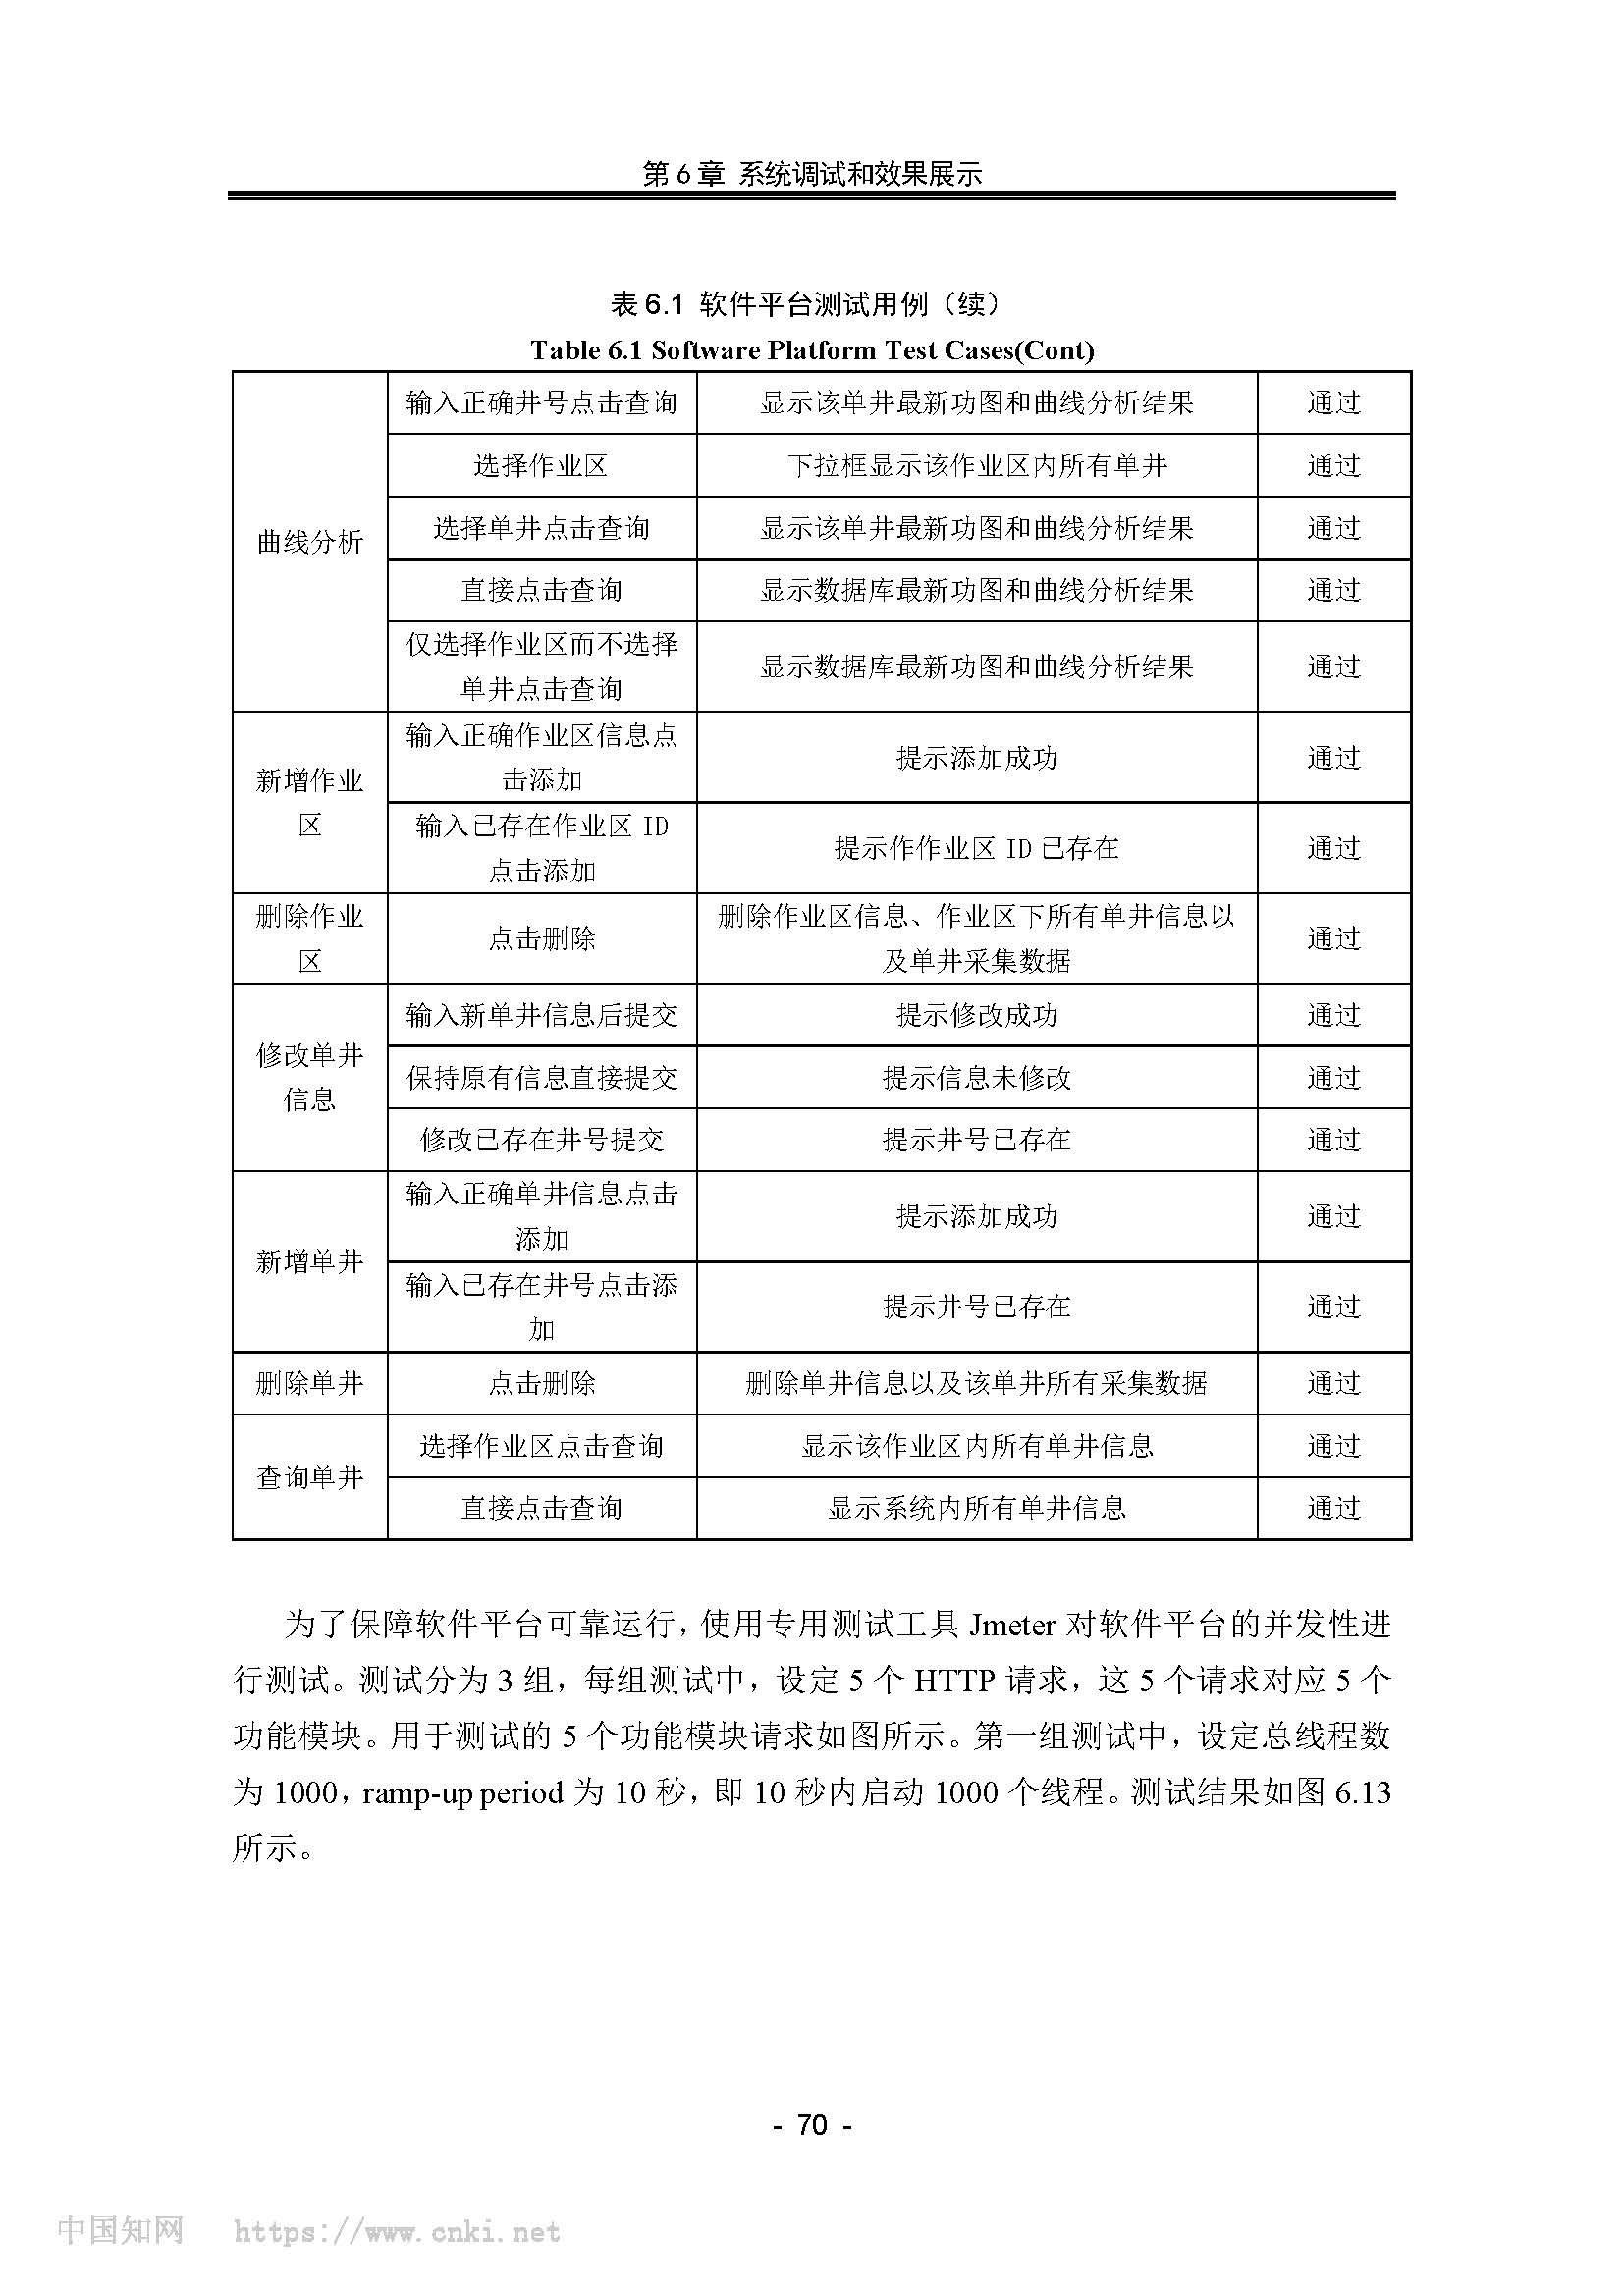 第 6 章 系统调试和效果展示
表 6.1 软件平台测试用例（续）
Table 6.1 Software Platform Test Cases(Cont)
曲线分析
输入正确井号点击查询 显示该单井最新功图和曲线分析结果 通过
选择作业区 下拉框显示该作业区内所有单井 通过
选择单井点击查询 显示该单井最新功图和曲线分析结果 通过
直接点击查询 显示数据库最新功图和曲线分析结果 通过
仅选择作业区而不选择
单井点击查询
显示数据库最新功图和曲线分析结果 通过
新增作业
区
输入正确作业区信息点
击添加
提示添加成功 通过
输入已存在作业区 ID
点击添加
提示作作业区 ID 已存在 通过
删除作业
区
点击删除
删除作业区信息、作业区下所有单井信息以
及单井采集数据
通过
修改单井
信息
输入新单井信息后提交 提示修改成功 通过
保持原有信息直接提交 提示信息未修改 通过
修改已存在井号提交 提示井号已存在 通过
新增单井
输入正确单井信息点击
添加
提示添加成功 通过
输入已存在井号点击添
加
提示井号已存在 通过
删除单井 点击删除 删除单井信息以及该单井所有采集数据 通过
查询单井
选择作业区点击查询 显示该作业区内所有单井信息 通过
直接点击查询 显示系统内所有单井信息 通过
为了保障软件平台可靠运行，使用专用测试工具 Jmeter 对软件平台的并发性进
行测试。测试分为 3 组，每组测试中，设定 5 个 HTTP 请求，这 5 个请求对应 5 个
功能模块。用于测试的 5 个功能模块请求如图所示。第一组测试中，设定总线程数
为 1000，ramp-up period 为 10 秒，即 10 秒内启动 1000 个线程。测试结果如图 6.13
所示。
- 70 -
中国知网 https://www.cnki.net